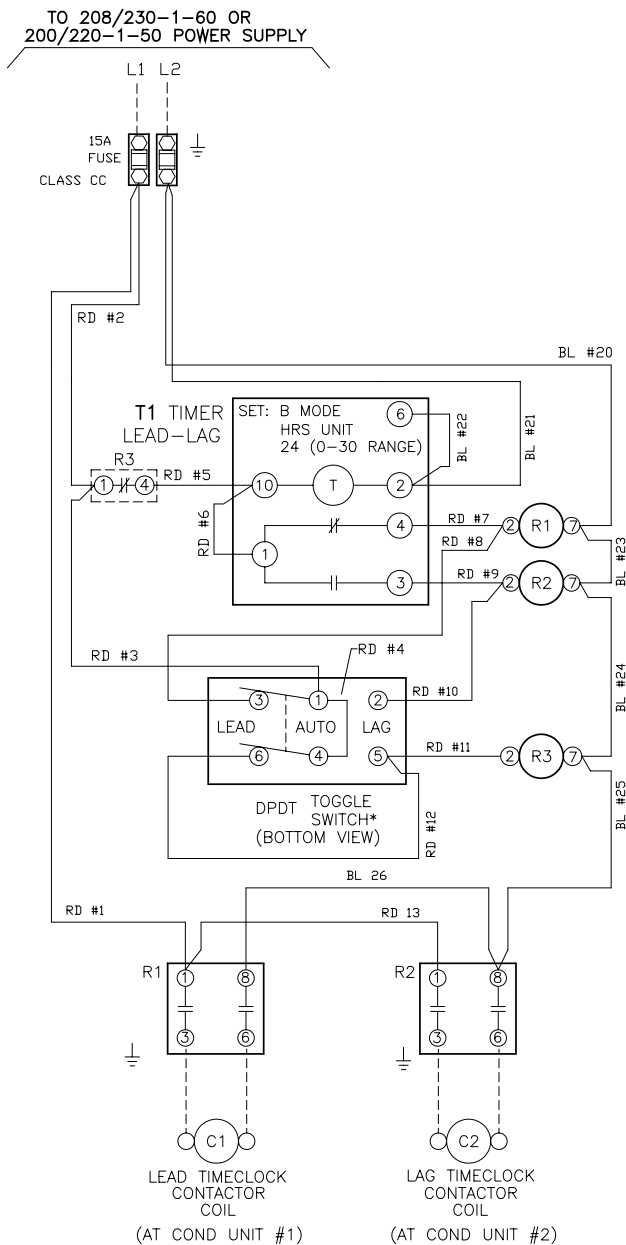 TO 208/230-1-60 OR
200/220-1-50 POWER SUPPLY
L1 L2
15A
FUSE
CLASS CC
RD #2
BL #20
T1 TIMER
LEAD-LAG
SET: B MODE
HRS UNIT
24 (0-30 RANGE)
6
BL #22
BL #21
R3
1 4
RD #5
10 T 2
RD #6
1
4
RD #7
RD #8
2 R1 7
BL #23
3
RD #9
2 R2 7
RD #3
RD #4
3 1 2
RD #10
BL #24
LEAD AUTO LAG
6 4 5
RD #11
2 R3 7
RD #12
BL #25
DPDT TOGGLE
SWITCH*
(BOTTOM VIEW)
BL 26
RD #1
RD 13
R1
1 8
3 6
R2
1 8
3 6
C1
C2
LEAD TIMECLOCK
CONTACTOR
COIL
(AT COND UNIT #1)
LAG TIMECLOCK
CONTACTOR
COIL
(AT COND UNIT #2)